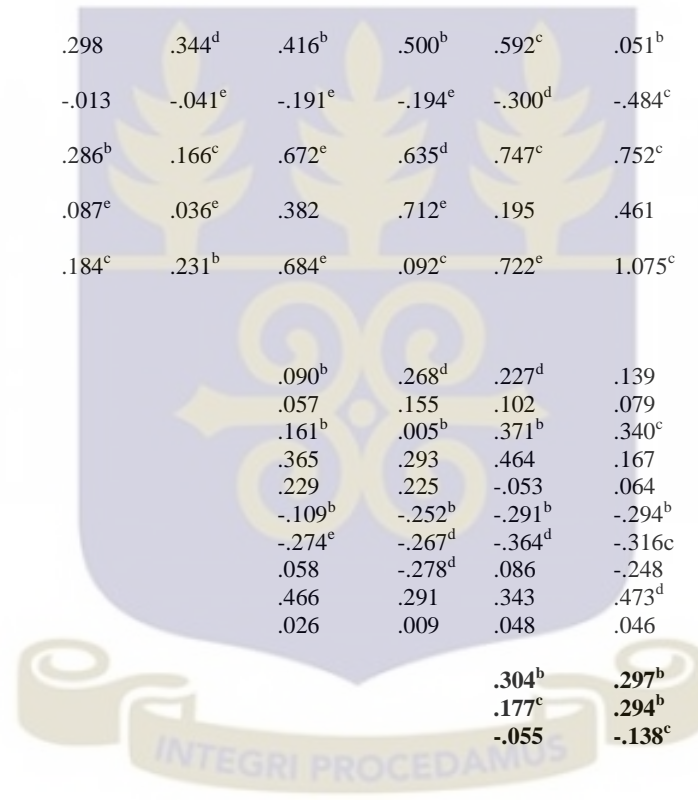 .298 .344ᵈ .416ᵇ .500ᵇ .592ᶜ .051ᵇ
-.013 -.041ᵉ -.191ᵉ -.194ᵉ -.300ᵈ -.484ᶜ
.286ᵇ .166ᶜ .672ᵉ .635ᵈ .747ᶜ .752ᶜ
.087ᵉ .036ᵉ .382 .712ᵉ .195 .461
.184ᶜ .231ᵇ .684ᵉ .092ᶜ .722ᵉ 1.075ᶜ
.090ᵇ .268ᵈ .227ᵈ .139
.057 .155 .102 .079
.161ᵇ .005ᵇ .371ᵇ .340ᶜ
.365 .293 .464 .167
.229 .225 -.053 .064
-.109ᵇ -.252ᵇ -.291ᵇ -.294ᵇ
-.274ᵉ -.267ᵈ -.364ᵈ -.316c
.058 -.278ᵈ .086 -.248
.466 .291 .343 .473ᵈ
.026 .009 .048 .046
.304ᵇ .297ᵇ
.177ᶜ .294ᵇ
-.055 -.138ᶜ
INTEGRI PROCEDAMUS